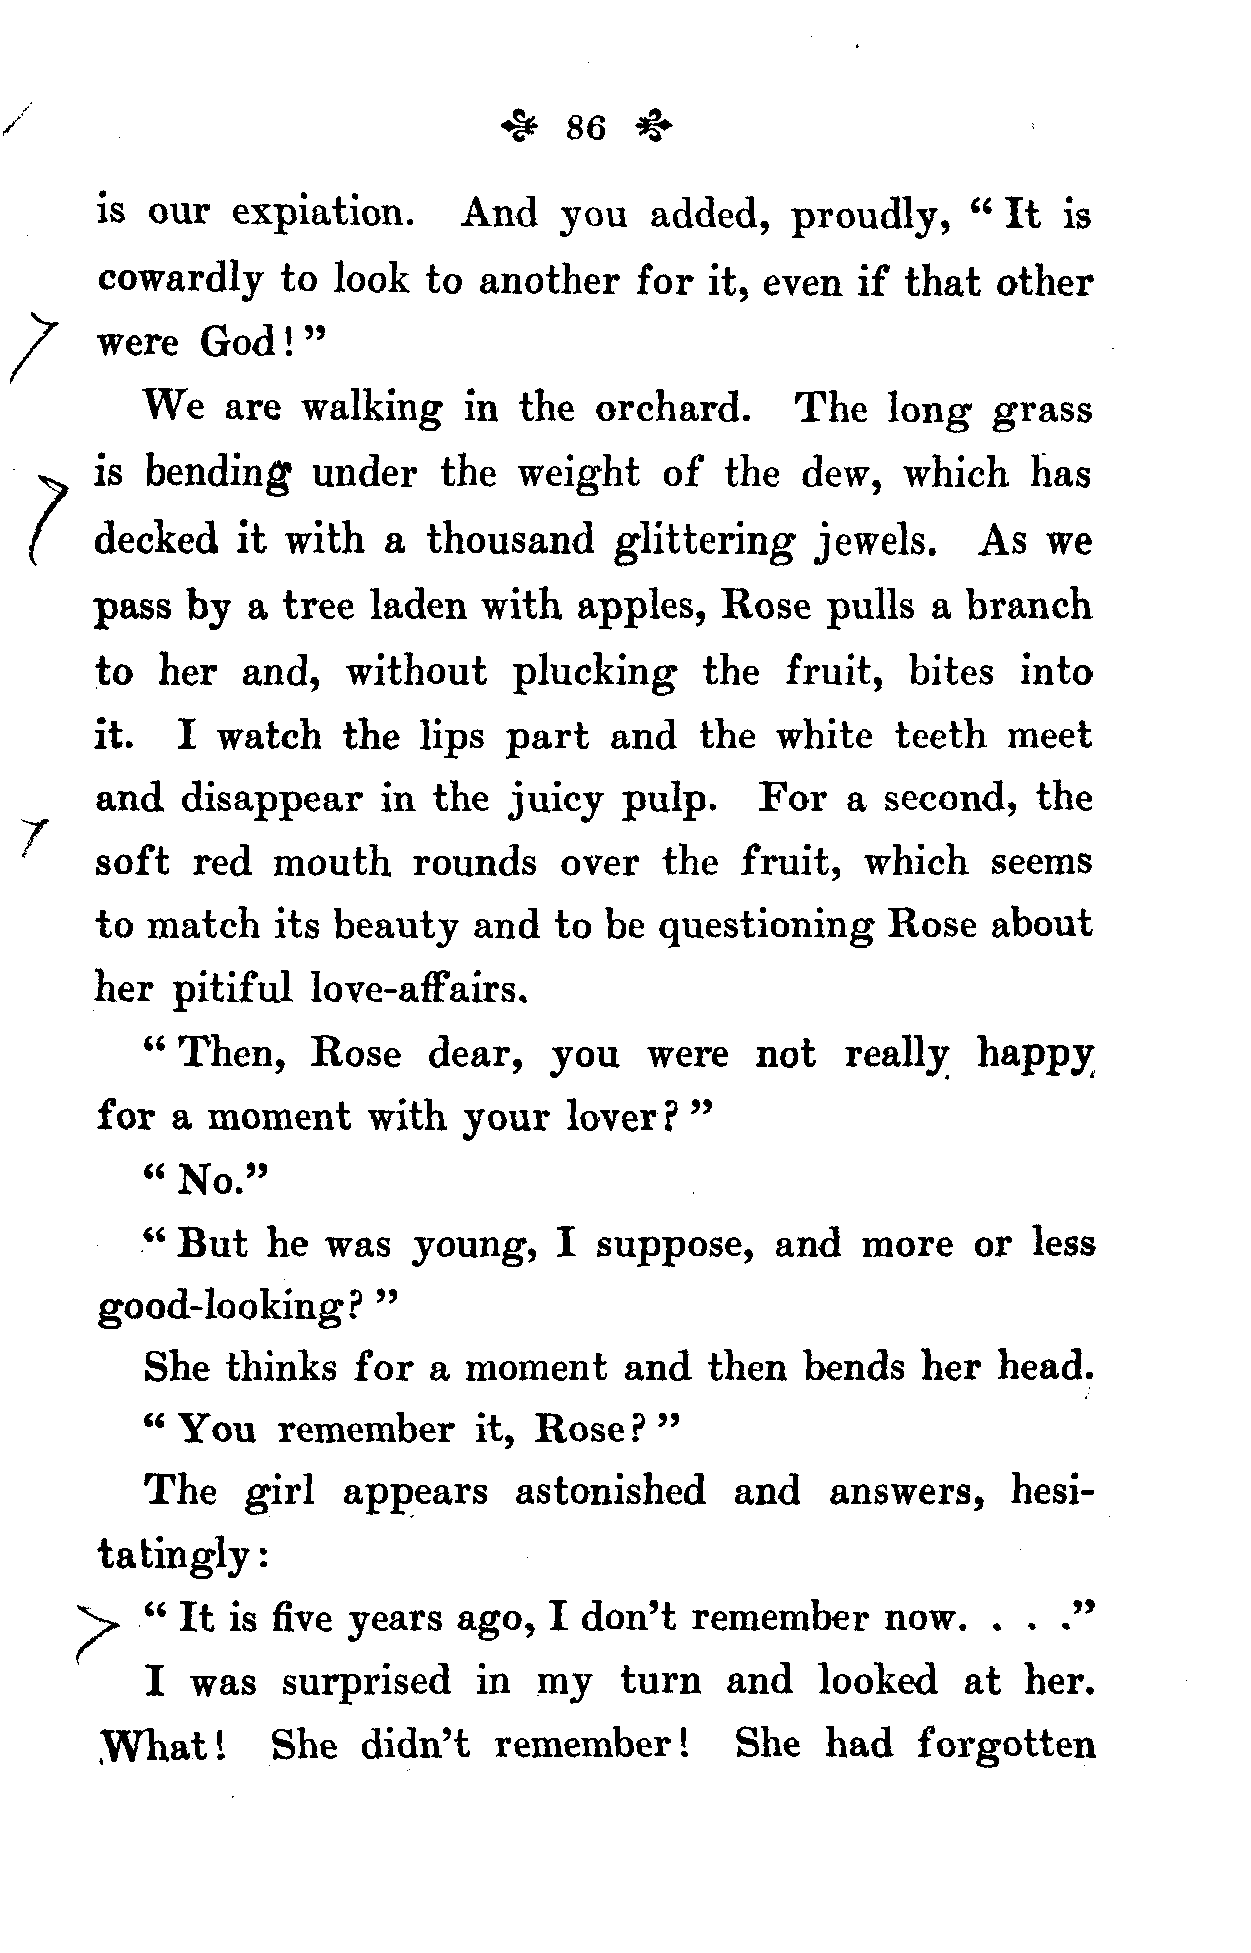 86
is our expiation. And you added, proudly, “ It is
cowardly to look to another for it, even if that other
were God! ”
We are walking in the orchard. The long grass
is bending under the weight of the dew, which has
decked it with a thousand glittering jewels. As we
pass by a tree laden with apples, Rose pulls a branch
to her and, without plucking the fruit, bites into
it. I watch the lips part and the white teeth meet
and disappear in the juicy pulp. For a second, the
soft red mouth rounds over the fruit, which seems
to match its beauty and to be questioning Rose about
her pitiful love-affairs.
“ Then, Rose dear, you were not really happy
for a moment with your lover? ”
“ No.”
“ But he was young, I suppose, and more or less
good-looking? ”
She thinks for a moment and then bends her head.
“ You remember it, Rose? ”
The girl appears astonished and answers, hesi-
tatingly:
“ It is five years ago, I don’t remember now. . . .”
I was surprised in my turn and looked at her.
What! She didn’t remember! She had forgotten